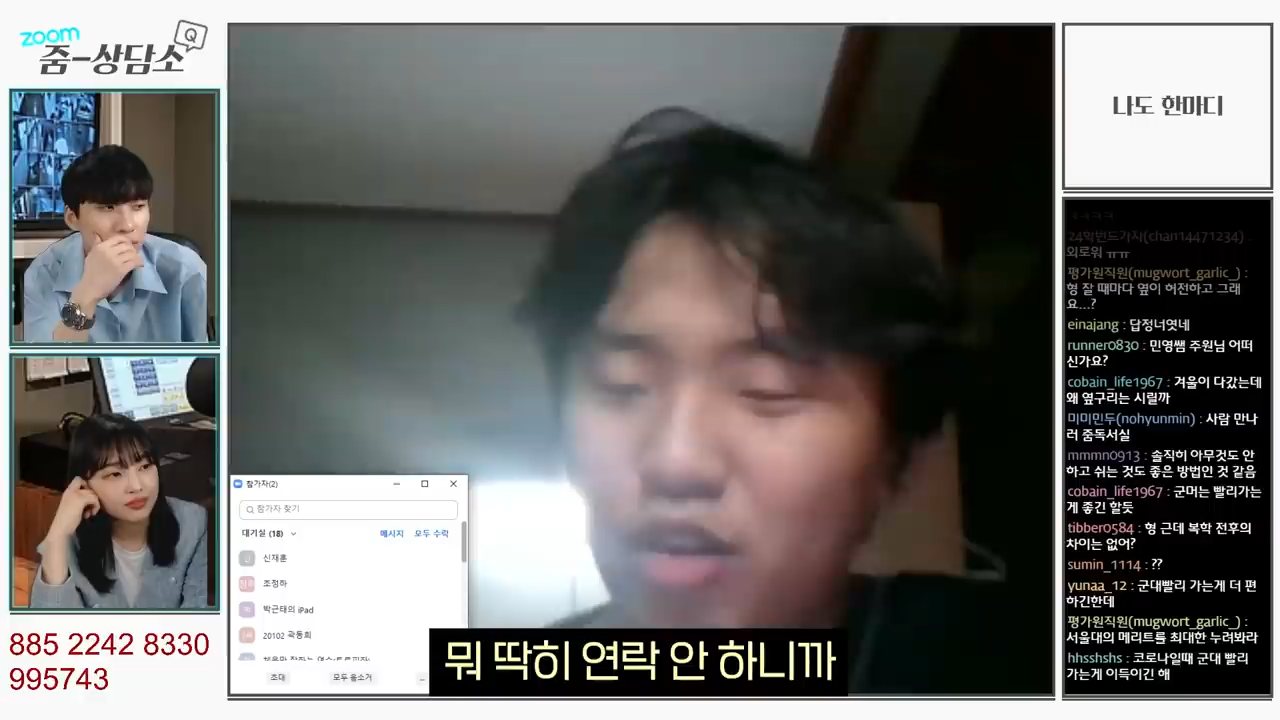 zoom
줌-상담소
Q
885 2242 8330
995743
참가자(2)
참가자 찾기
대기실 (18)
메시지 모두 수락
신재훈
조정하
박근태의 iPad
20102 곽동희
초대 모두 음소거
뭐 딱히 연락 안 하니까
나도 한마디
24학번드가자(chan14471234) :
외로워 ㅠㅠ
평가원직원(mugwort_garlic_) :
형 잘 때마다 옆이 허전하고 그래
요...?
einajang : 답정너엿네
runner0830 : 민영쌤 주원님 어떠
신가요?
cobain_life1967 : 겨울이 다갔는데
왜 옆구리는 시릴까
미미민두(nohyunmin) : 사람 만나
러 줌독서실
mmmn0913 : 솔직히 아무것도 안
하고 쉬는 것도 좋은 방법인 것 같음
cobain_life1967 : 군머는 빨리가는
게 좋긴 할듯
tibber0584 : 형 근데 복학 전후의
차이는 없어?
sumin_1114 : ??
yunaa_12 : 군대빨리 가는게 더 편
하긴한데
평가원직원(mugwort_garlic_) :
서울대의 메리트를 최대한 누려봐라
hhsshshs : 코로나일때 군대 빨리
가는게 이득이긴 해